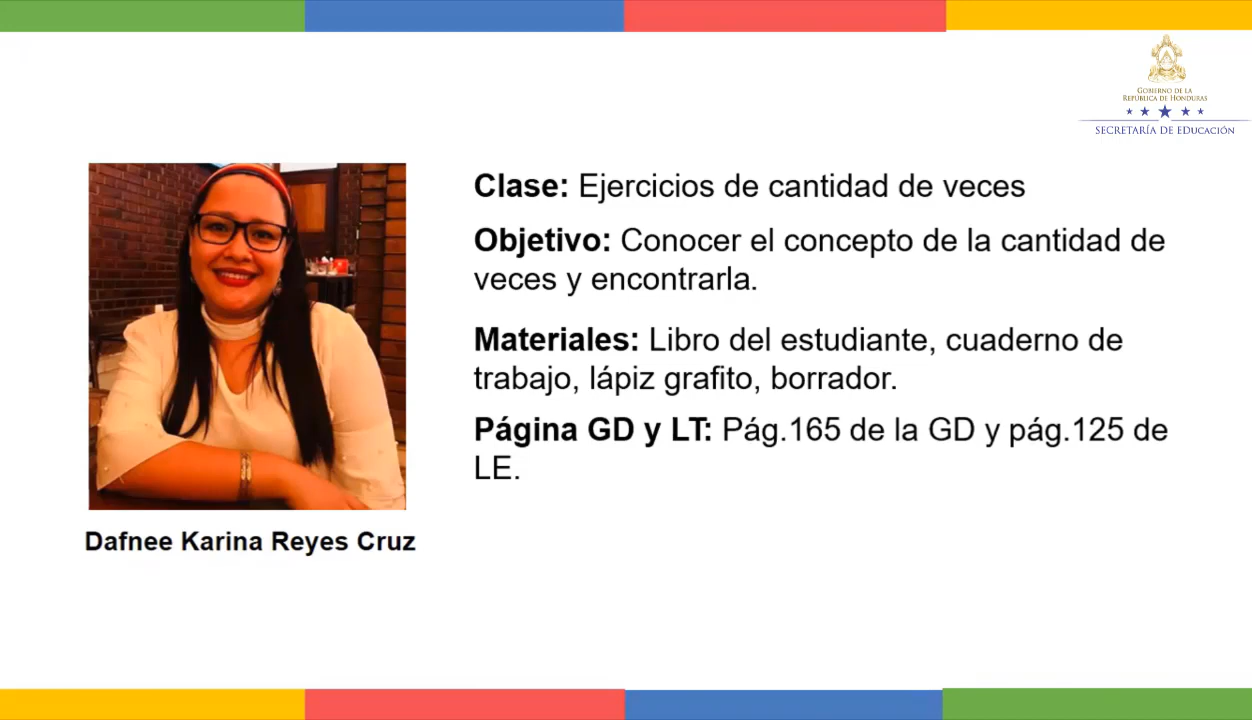 GOBIERNO DE LA
REPÚBLICA DE HONDURAS
SECRETARÍA DE EDUCACIÓN
Clase: Ejercicios de cantidad de veces
Objetivo: Conocer el concepto de la cantidad de
veces y encontrarla.
Materiales: Libro del estudiante, cuaderno de
trabajo, lápiz grafito, borrador.
Página GD y LT: Pág.165 de la GD y pág.125 de
LE.
Dafnee Karina Reyes Cruz